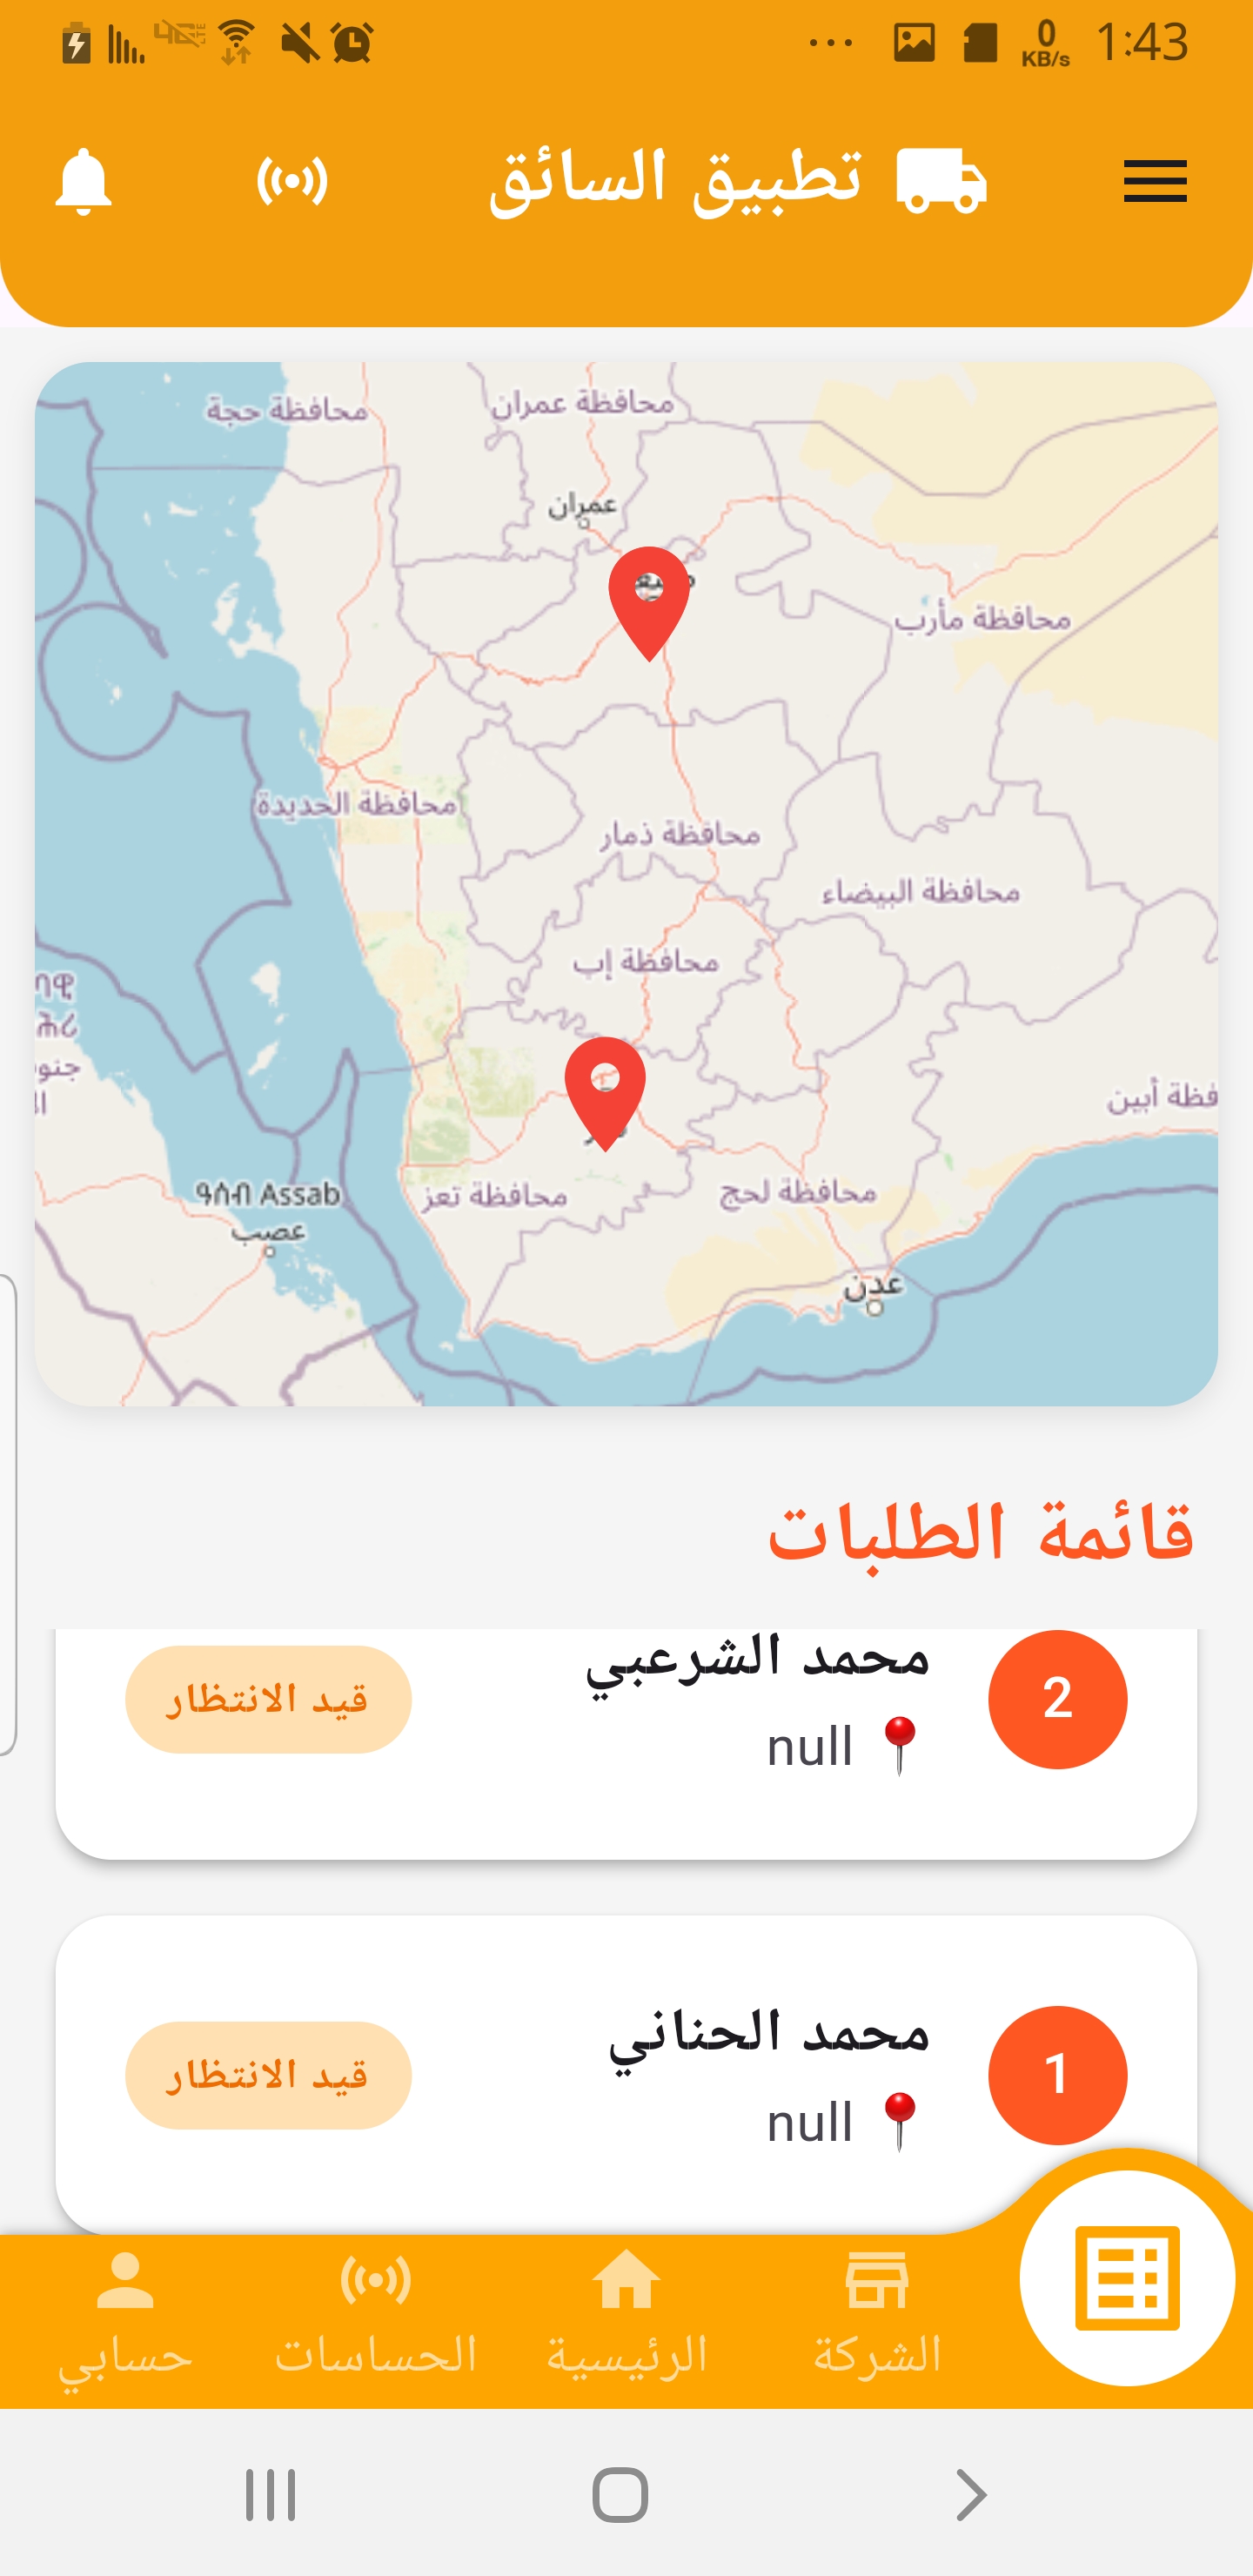 0 KB/s 1:43
تطبيق السائق
محافظة حجة
محافظة عمران
عمران
محافظة مأرب
محافظة الحديدة
محافظة ذمار
محافظة البيضاء
محافظة إب
جنو
فظة أبين
ዓሰብ Assab
عصب
محافظة تعز
محافظة لحج
عدن
قائمة الطلبات
2
محمد الشرعبي
null
قيد الانتظار
1
محمد الحناني
null
قيد الانتظار
الشركة
الرئيسية
الحساسات
حسابي